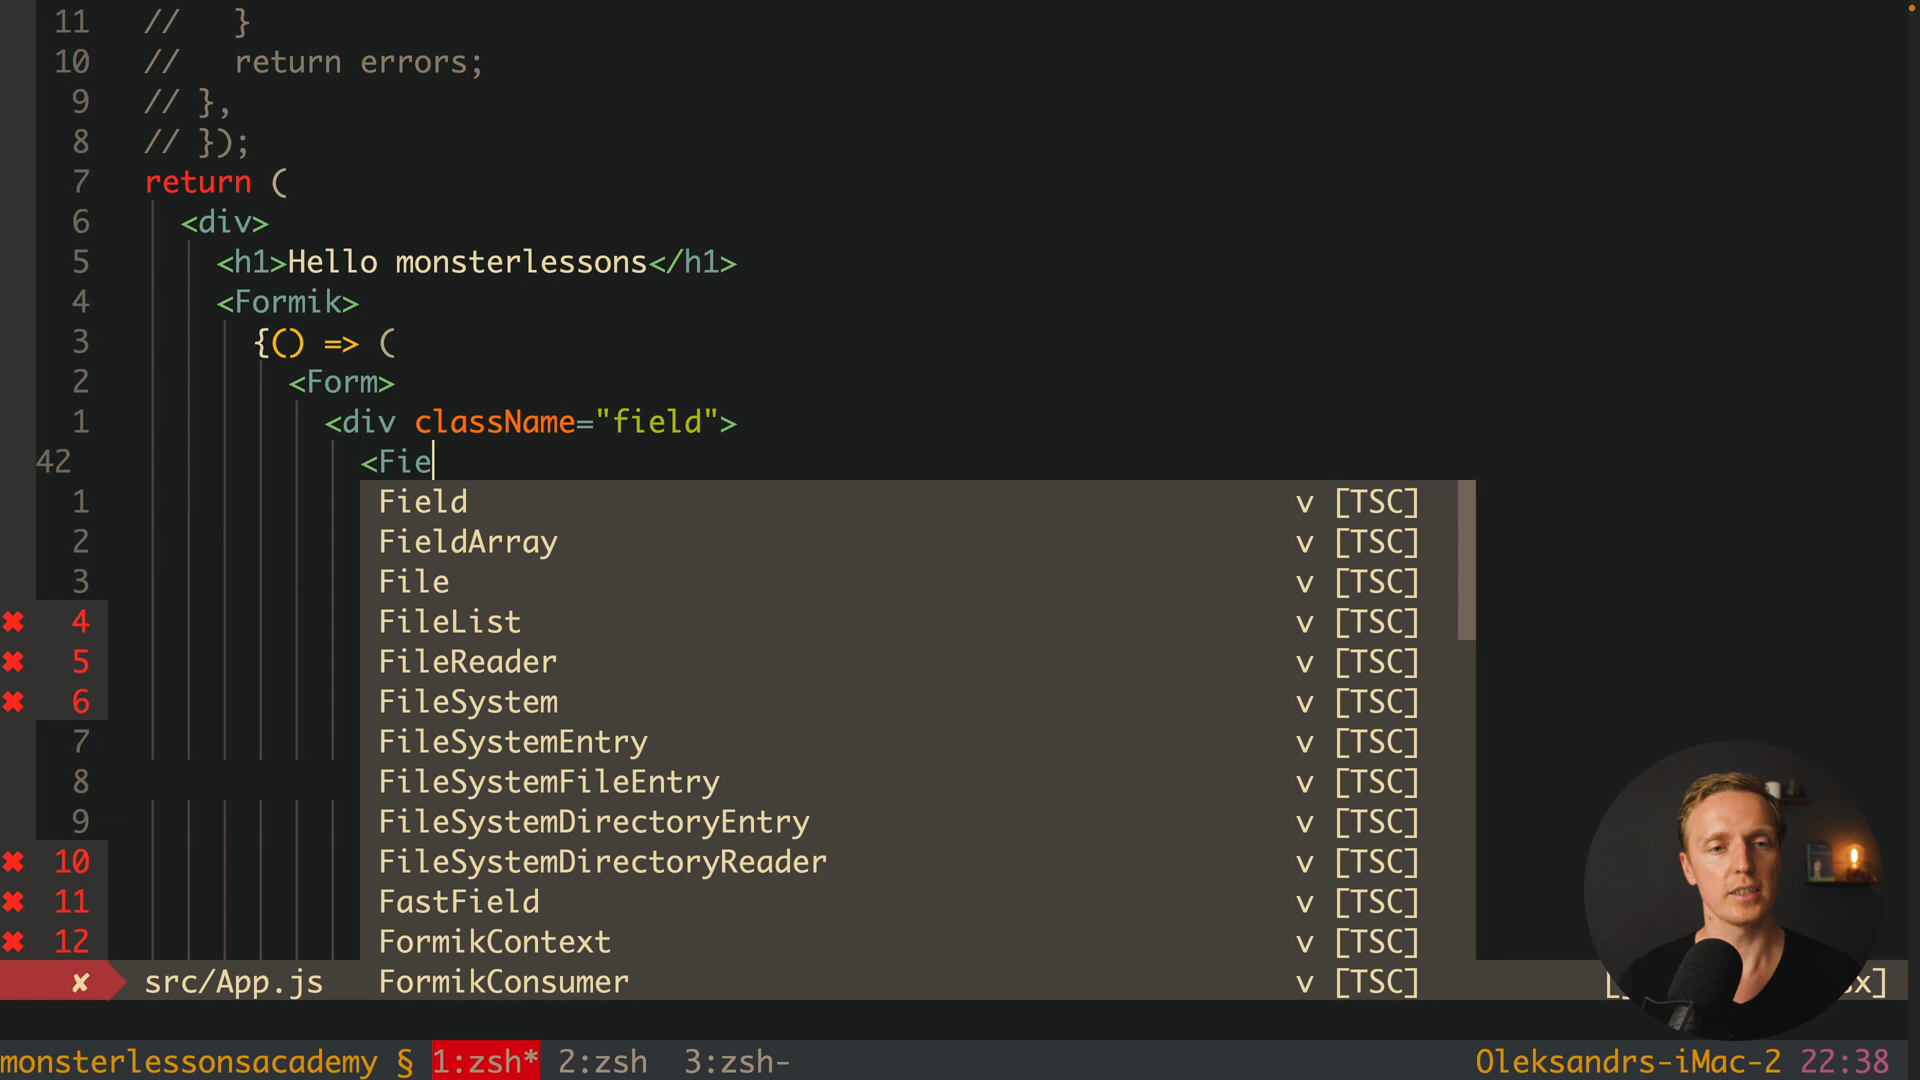 11 //   }
10 //   return errors;
9 // },
8 // });
7 return (
6 <div>
5 <h1>Hello monsterlessons</h1>
4 <Formik>
3 {() => (
2 <Form>
1 <div className="field">
42 <Fie
1 Field v [TSC]
2 FieldArray v [TSC]
3 File v [TSC]
✖ 4 FileList v [TSC]
✖ 5 FileReader v [TSC]
✖ 6 FileSystem v [TSC]
7 FileSystemEntry v [TSC]
8 FileSystemFileEntry v [TSC]
9 FileSystemDirectoryEntry v [TSC]
✖ 10 FileSystemDirectoryReader v [TSC]
✖ 11 FastField v [TSC]
✖ 12 FormikContext v [TSC]
✘ src/App.js FormikConsumer v [TSC]
monsterlessonsacademy § 1:zsh* 2:zsh 3:zsh- Oleksandrs-iMac-2 22:38